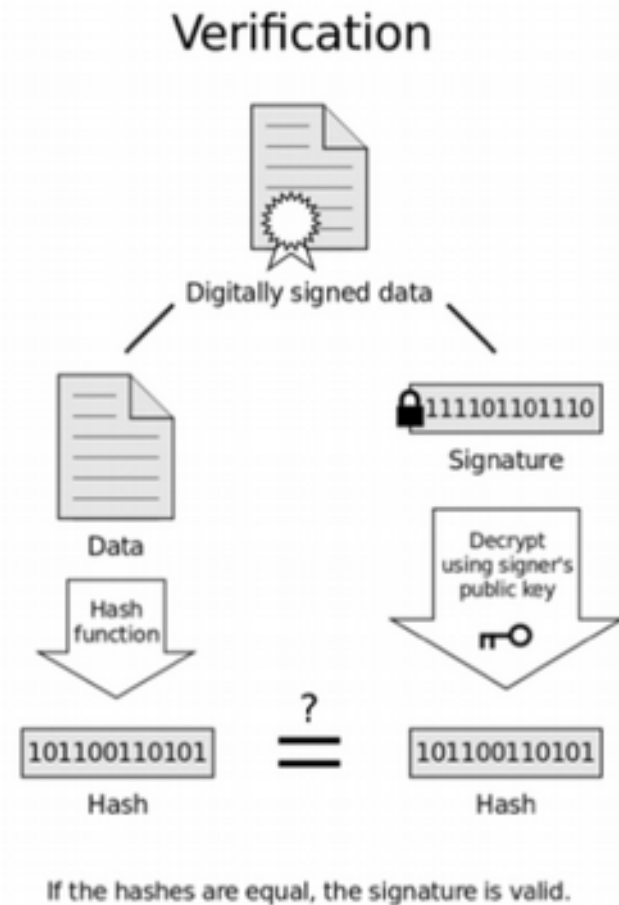 Verification
Digitally signed data
111101101110
Signature
Data
Decrypt
using signer's
public key
Hash
function
?
101100110101
101100110101
Hash
Hash
If the hashes are equal, the signature is valid.